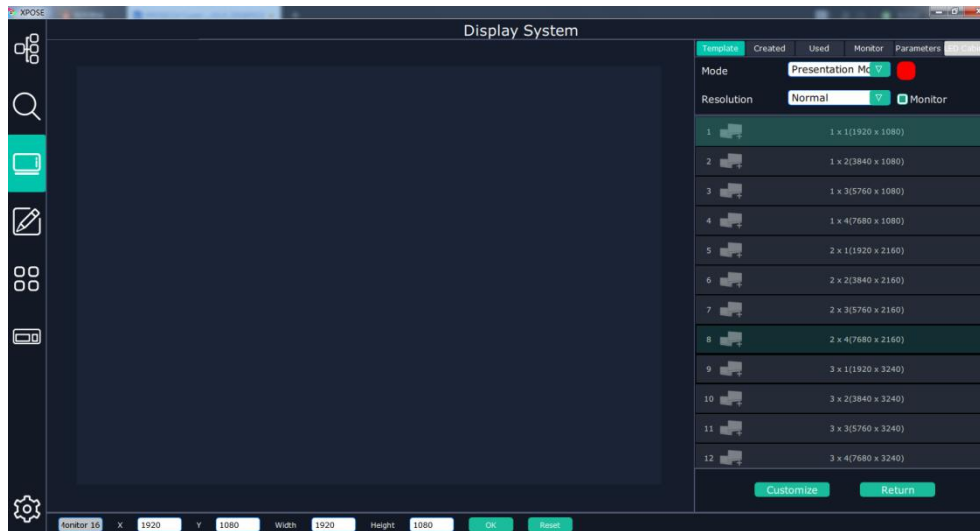 XPOSE
Display System
Template Created Used Monitor Parameters LED Cabin
Mode Presentation Mo
Resolution Normal Monitor
1 1 x 1(1920 x 1080)
2 1 x 2(3840 x 1080)
3 1 x 3(5760 x 1080)
4 1 x 4(7680 x 1080)
5 2 x 1(1920 x 2160)
6 2 x 2(3840 x 2160)
7 2 x 3(5760 x 2160)
8 2 x 4(7680 x 2160)
9 3 x 1(1920 x 3240)
10 3 x 2(3840 x 3240)
11 3 x 3(5760 x 3240)
12 3 x 4(7680 x 3240)
Customize Return
Monitor 16 X 1920 Y 1080 Width 1920 Height 1080 OK Reset